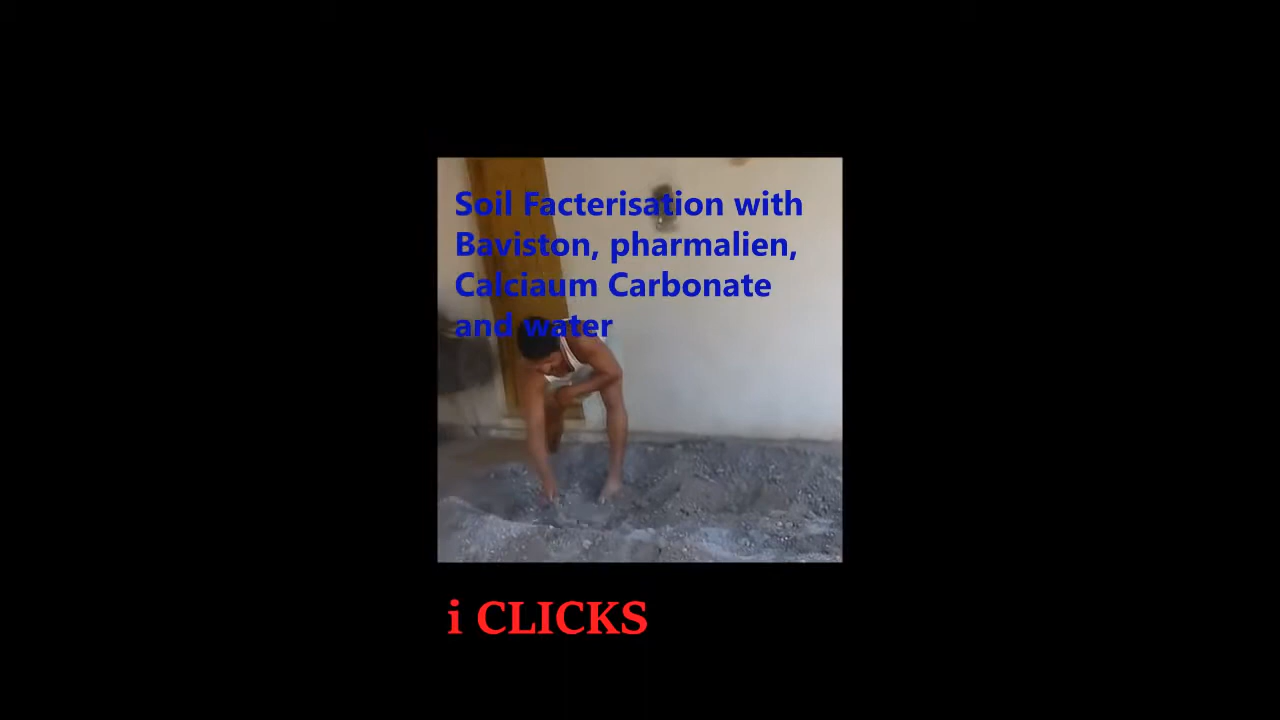 Soil Facterisation with
Baviston, pharmalien,
Calciaum Carbonate
and water
i CLICKS